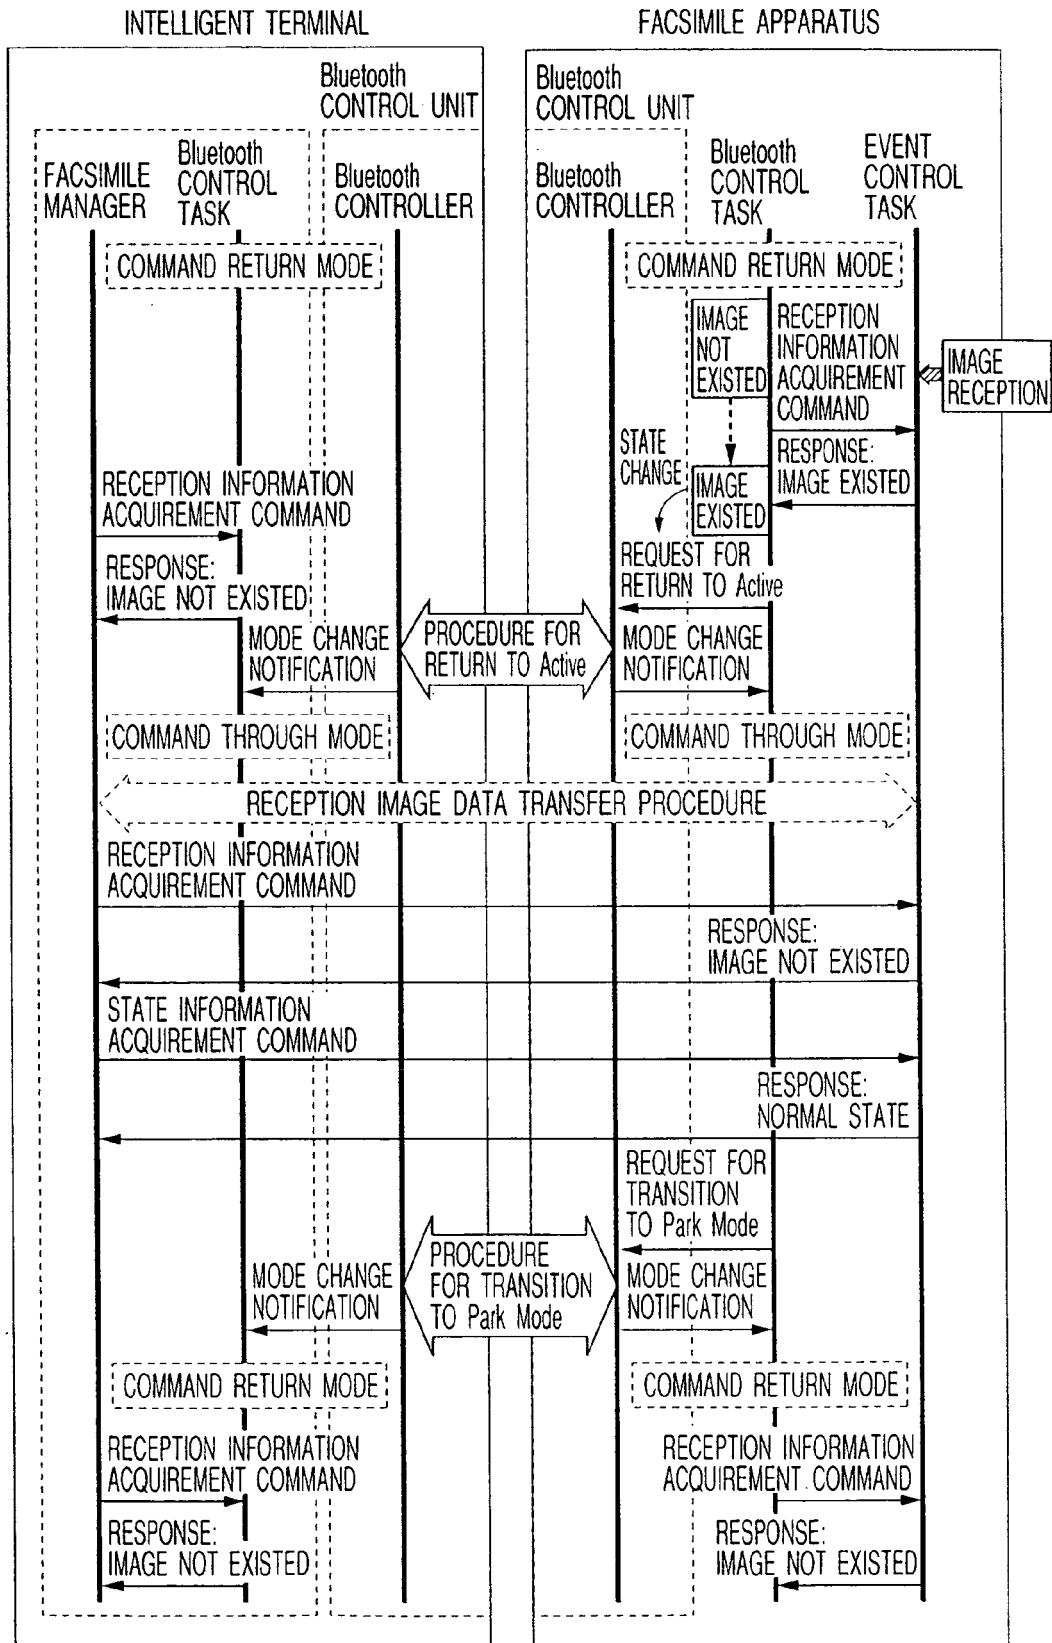 INTELLIGENT TERMINAL
FACSIMILE APPARATUS
Bluetooth
CONTROL UNIT
Bluetooth
CONTROL UNIT
FACSIMILE
MANAGER
Bluetooth
CONTROL
TASK
Bluetooth
CONTROLLER
Bluetooth
CONTROLLER
Bluetooth
CONTROL
TASK
EVENT
CONTROL
TASK
COMMAND RETURN MODE
COMMAND RETURN MODE
IMAGE
NOT
EXISTED
RECEPTION
INFORMATION
ACQUIREMENT
COMMAND
IMAGE
RECEPTION
STATE
CHANGE
IMAGE
EXISTED
RESPONSE:
IMAGE EXISTED
RECEPTION INFORMATION
ACQUIREMENT COMMAND
REQUEST FOR
RETURN TO Active
RESPONSE:
IMAGE NOT EXISTED
MODE CHANGE
NOTIFICATION
PROCEDURE FOR
RETURN TO Active
MODE CHANGE
NOTIFICATION
COMMAND THROUGH MODE
COMMAND THROUGH MODE
RECEPTION IMAGE DATA TRANSFER PROCEDURE
RECEPTION INFORMATION
ACQUIREMENT COMMAND
RESPONSE:
IMAGE NOT EXISTED
STATE INFORMATION
ACQUIREMENT COMMAND
RESPONSE:
NORMAL STATE
REQUEST FOR
TRANSITION
TO Park Mode
MODE CHANGE
NOTIFICATION
PROCEDURE
FOR TRANSITION
TO Park Mode
MODE CHANGE
NOTIFICATION
COMMAND RETURN MODE
COMMAND RETURN MODE
RECEPTION INFORMATION
ACQUIREMENT COMMAND
RECEPTION INFORMATION
ACQUIREMENT COMMAND
RESPONSE:
IMAGE NOT EXISTED
RESPONSE:
IMAGE NOT EXISTED